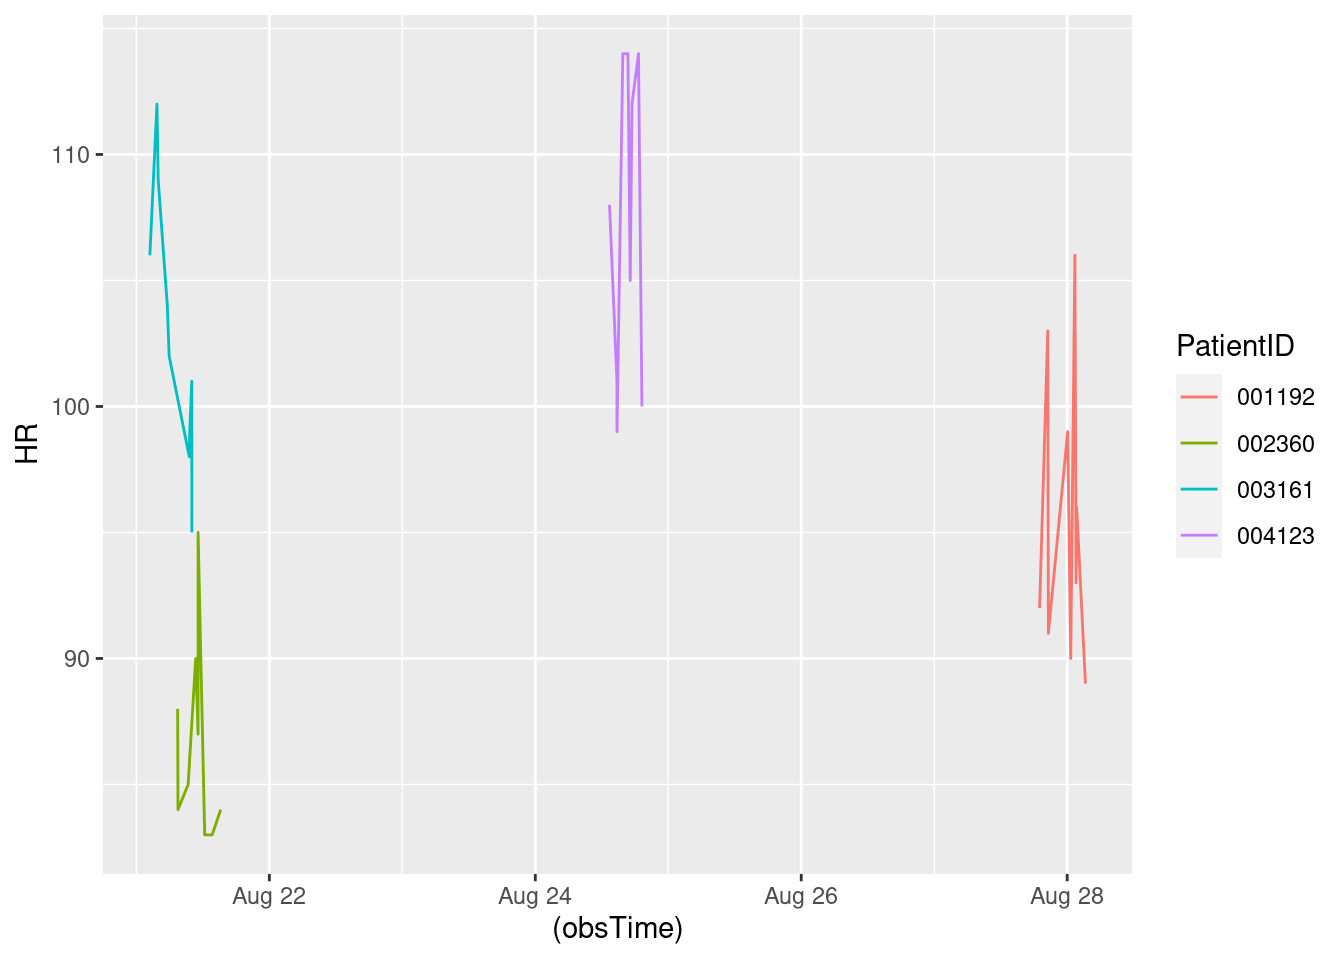 110
100
90
HR
Aug 22
Aug 24
Aug 26
Aug 28
(obsTime)
PatientID
001192
002360
003161
004123